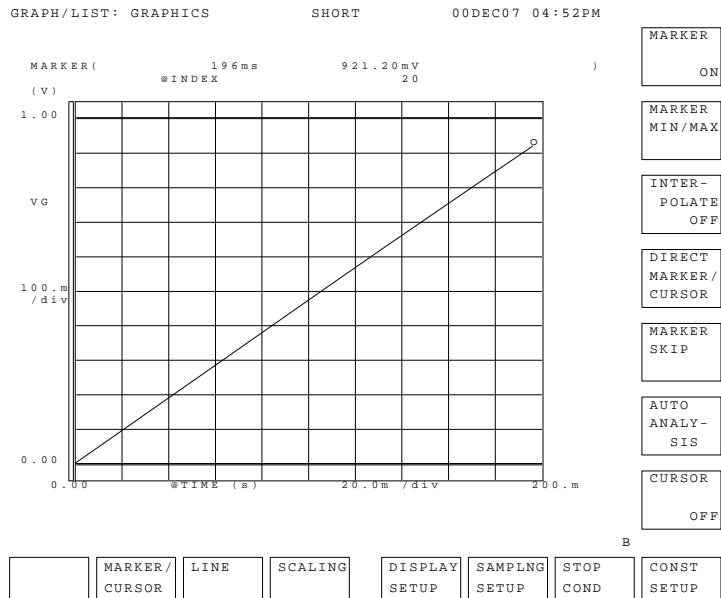 GRAPH/LIST: GRAPHICS SHORT 00DEC07 04:52PM
MARKER( 196ms 921.20mV )
@INDEX 20
(V)
1.00
VG
100.m
/div
0.00
0.00 @TIME (s) 20.0m /div 200.m
MARKER
ON
MARKER
MIN/MAX
INTER-
POLATE
OFF
DIRECT
MARKER/
CURSOR
MARKER
SKIP
AUTO
ANALY-
SIS
CURSOR
OFF
B
MARKER/
CURSOR
LINE
SCALING
DISPLAY
SETUP
SAMPLNG
SETUP
STOP
COND
CONST
SETUP